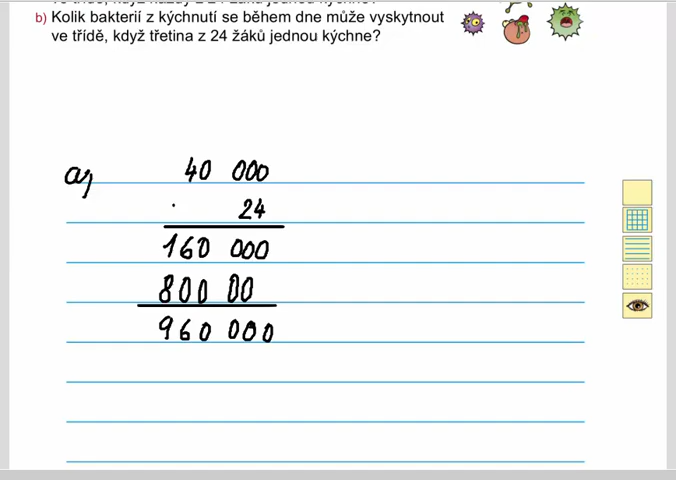 b) Kolik bakterií z kýchnutí se během dne může vyskytnout
ve třídě, když třetina z 24 žáků jednou kýchne?
a)
40 000
. 24
160 000
800 00
960 000